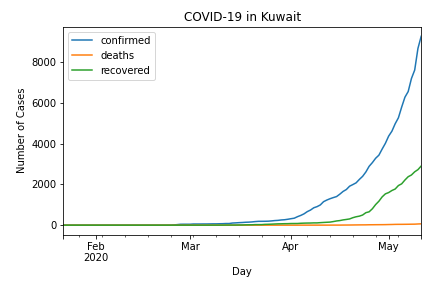 COVID-19 in Kuwait
confirmed
deaths
recovered
Number of Cases
8000
6000
4000
2000
0
Feb
2020
Mar
Apr
May
Day